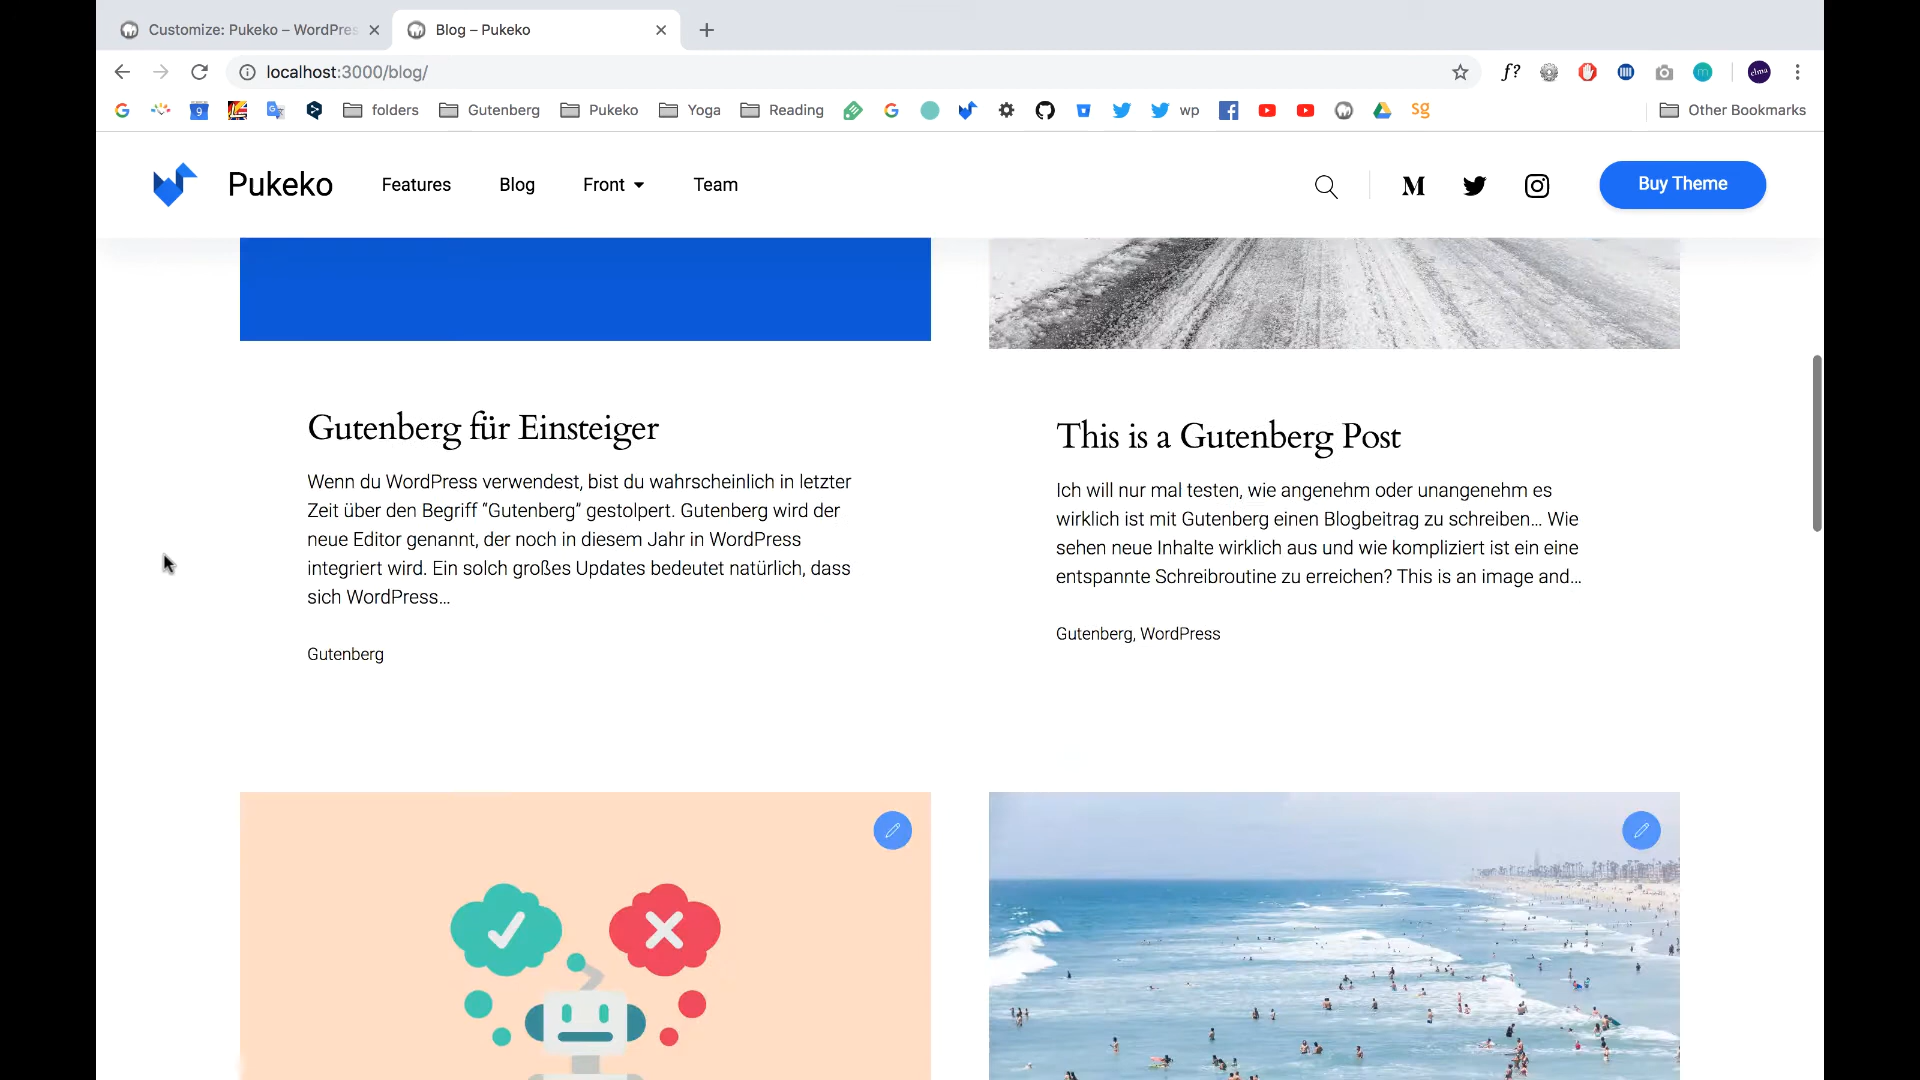 Customize: Pukeko – WordPres
Blog – Pukeko
localhost:3000/blog/
f?
m
elma
9
folders
Gutenberg
Pukeko
Yoga
Reading
wp
sg
Other Bookmarks
Pukeko
Features
Blog
Front
Team
M
Buy Theme
Gutenberg für Einsteiger
Wenn du WordPress verwendest, bist du wahrscheinlich in letzter
Zeit über den Begriff “Gutenberg” gestolpert. Gutenberg wird der
neue Editor genannt, der noch in diesem Jahr in WordPress
integriert wird. Ein solch großes Updates bedeutet natürlich, dass
sich WordPress...
Gutenberg
This is a Gutenberg Post
Ich will nur mal testen, wie angenehm oder unangenehm es
wirklich ist mit Gutenberg einen Blogbeitrag zu schreiben... Wie
sehen neue Inhalte wirklich aus und wie kompliziert ist ein eine
entspannte Schreibroutine zu erreichen? This is an image and...
Gutenberg, WordPress